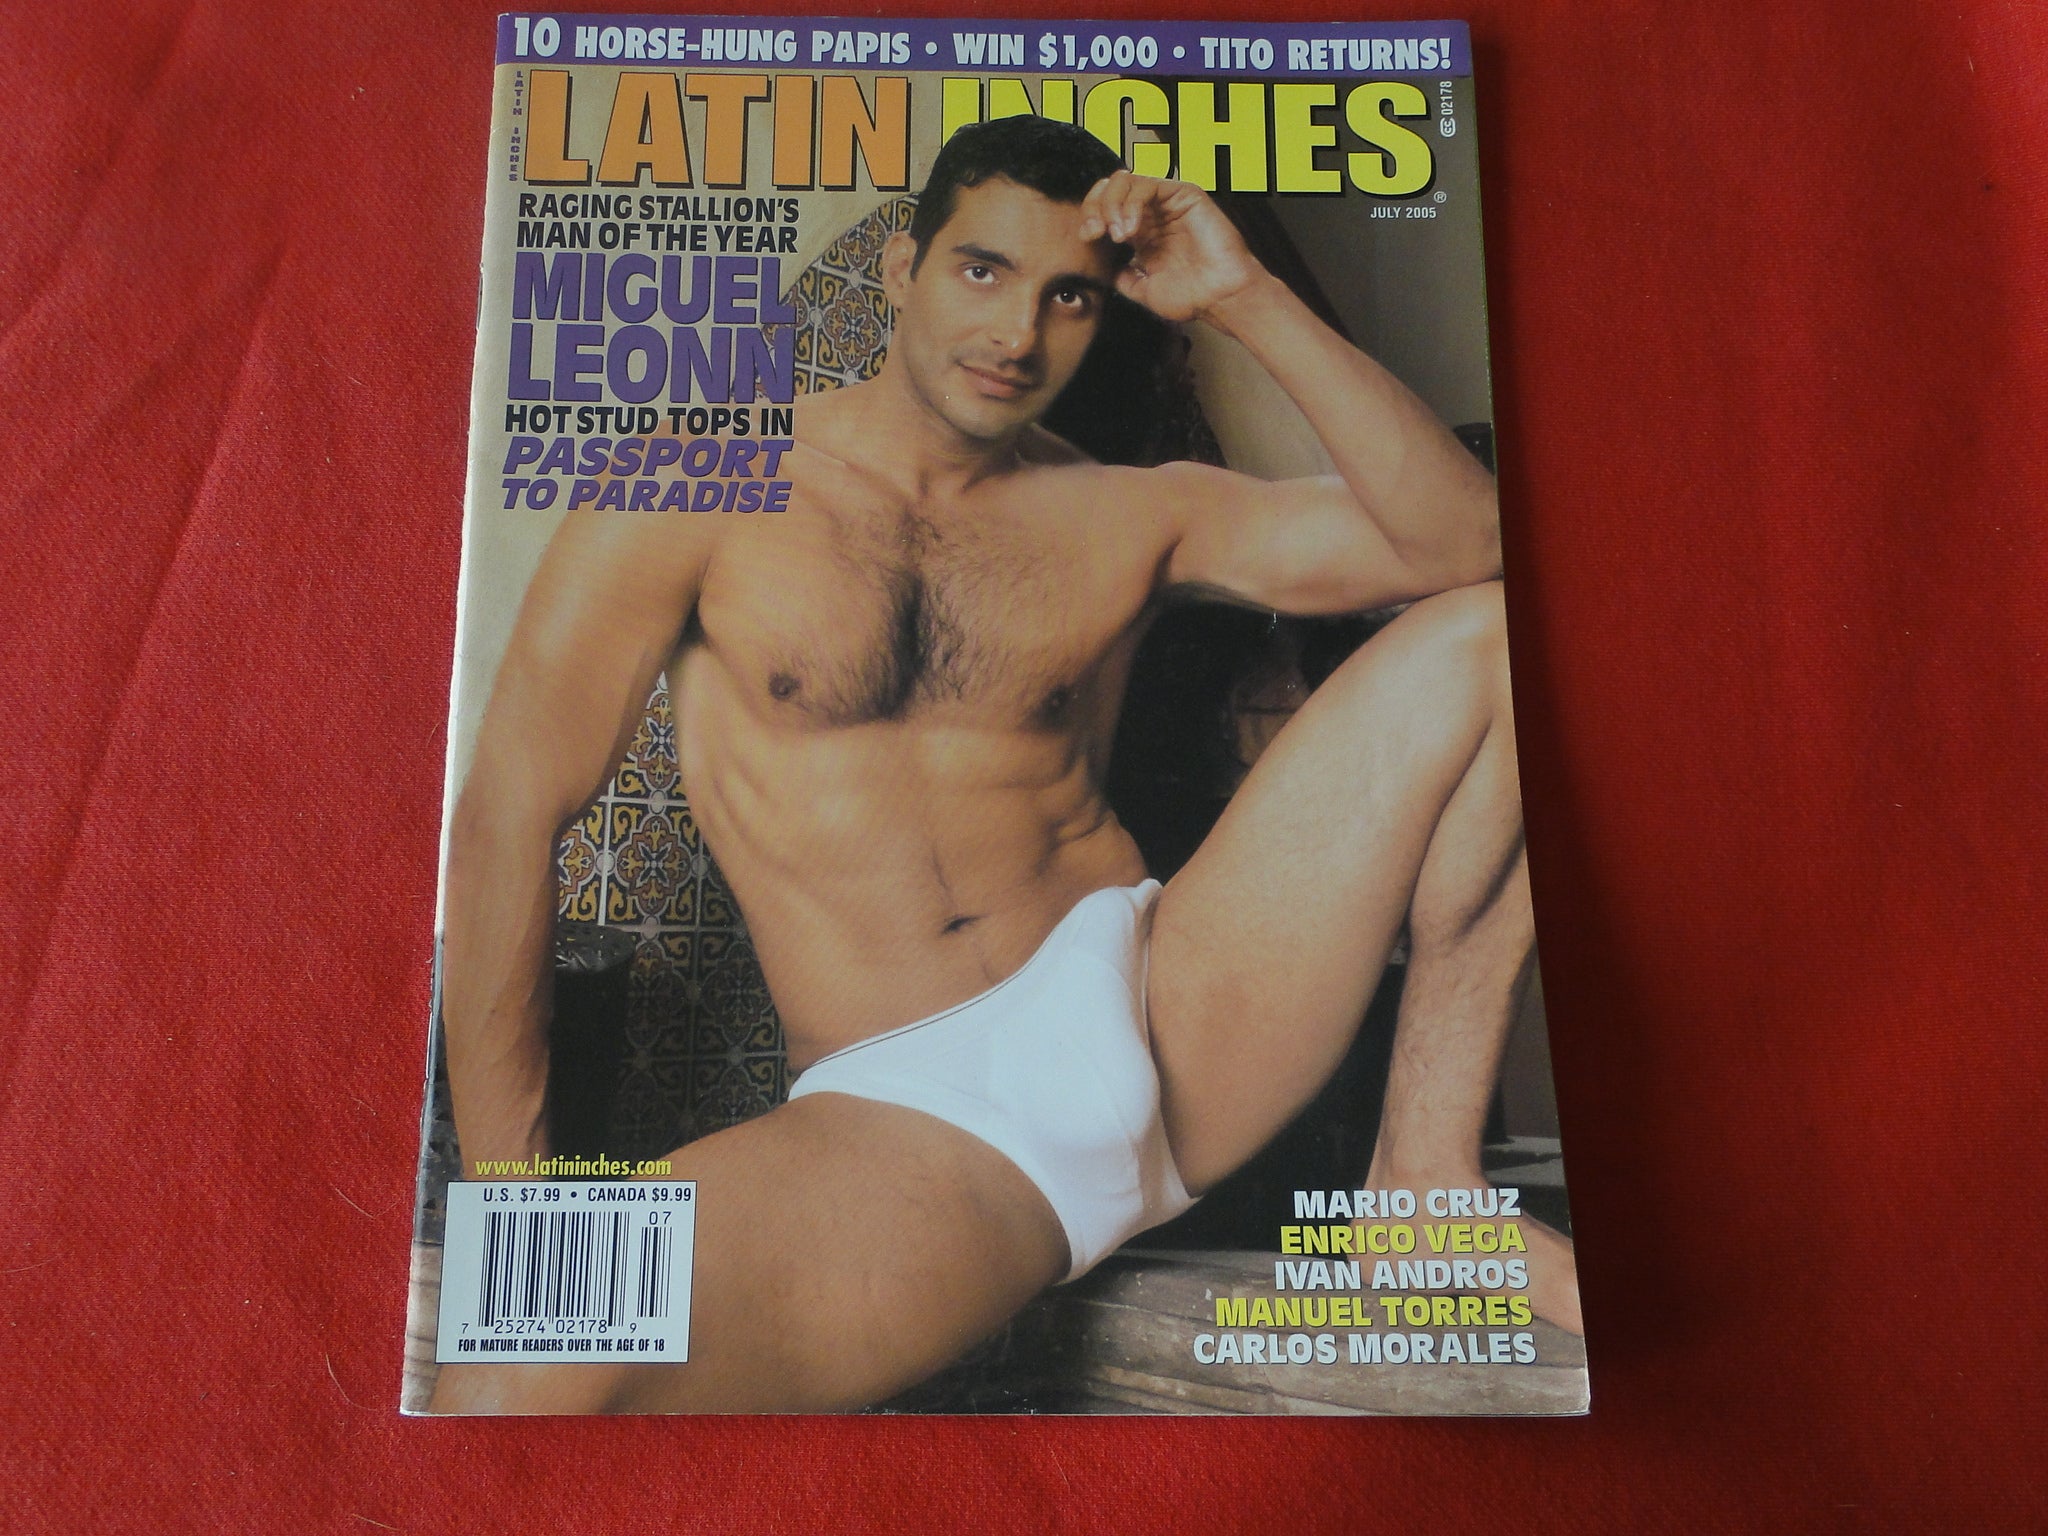 10 HORSE-HUNG PAPIS • WIN $1,000 • TITO RETURNS!
LATIN INCHES
LATIN INCHES
02178
®
JULY 2005
RAGING STALLION'S
MAN OF THE YEAR
MIGUEL
LEONN
HOT STUD TOPS IN
PASSPORT
TO PARADISE
www.latininches.com
U.S. $7.99 • CANADA $9.99
07
7 25274 02178 9
FOR MATURE READERS OVER THE AGE OF 18
MARIO CRUZ
ENRICO VEGA
IVAN ANDROS
MANUEL TORRES
CARLOS MORALES